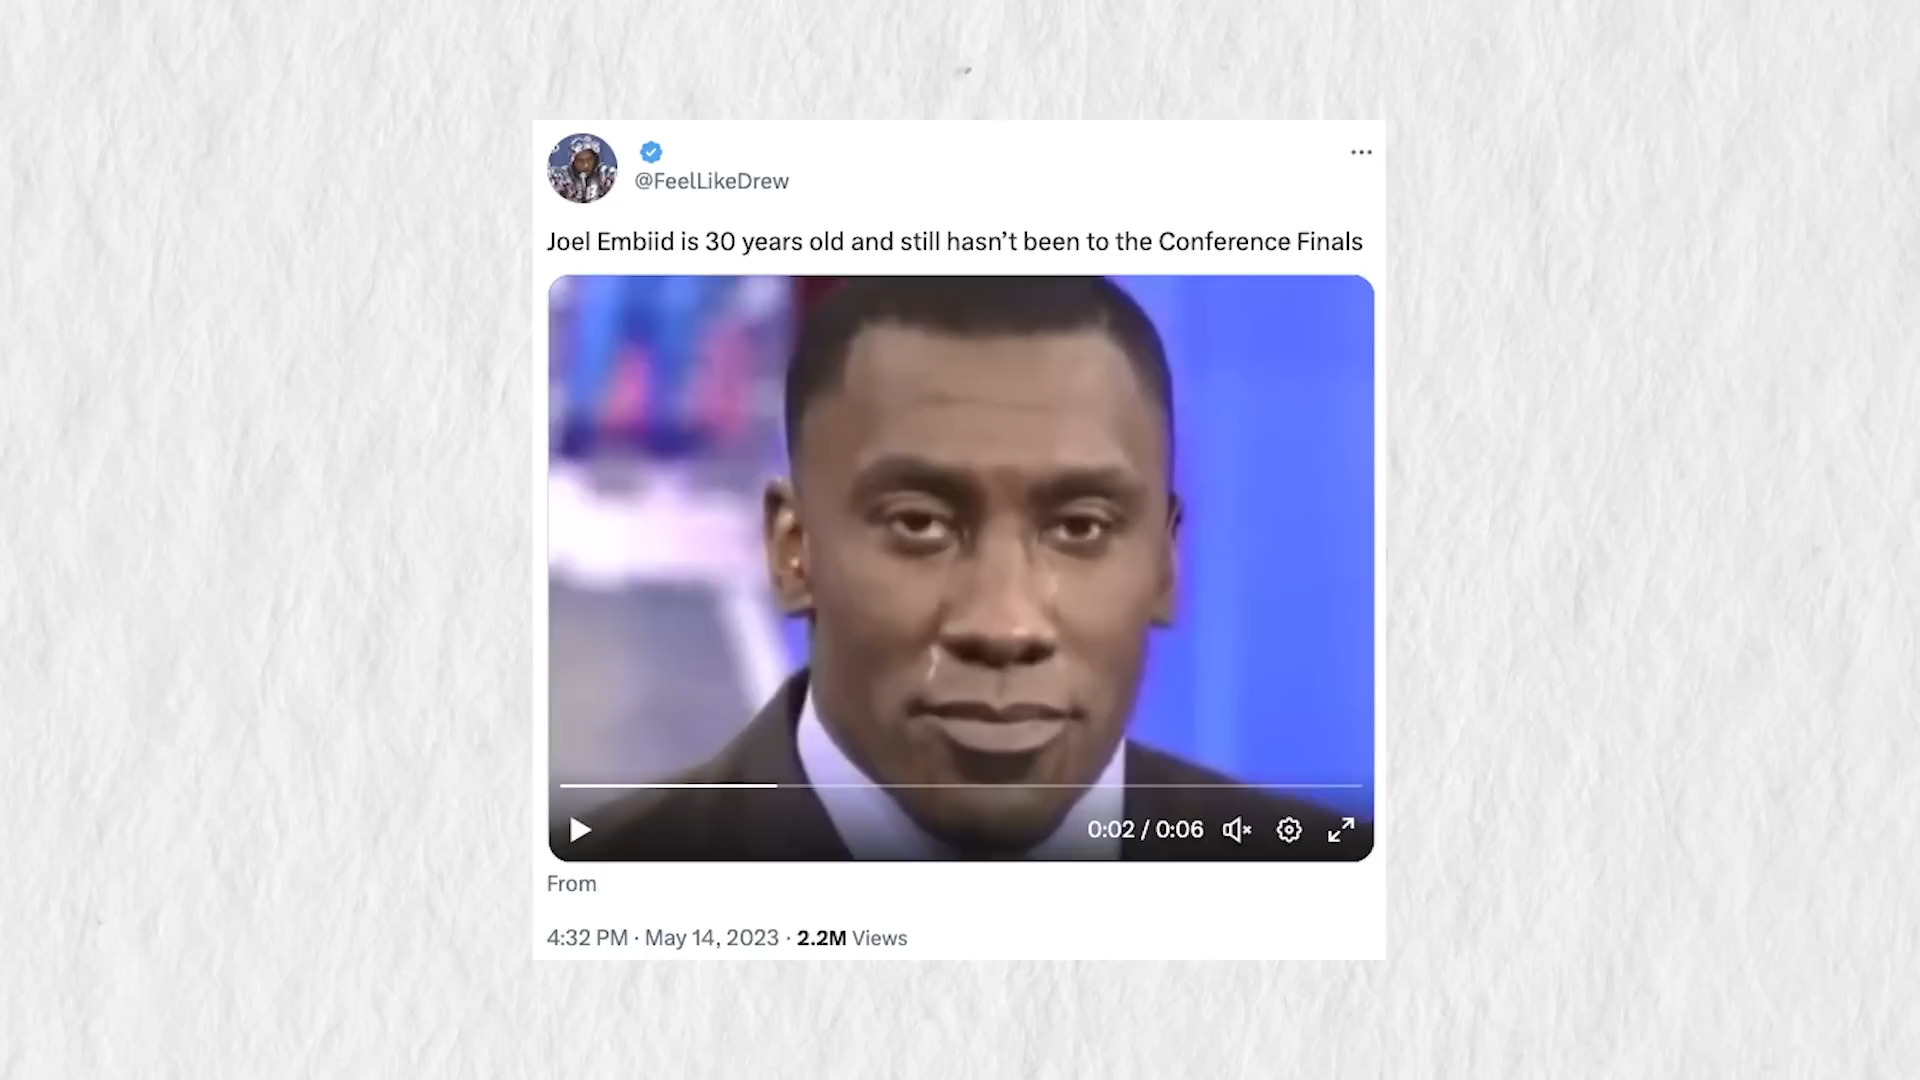 @FeelLikeDrew
Joel Embiid is 30 years old and still hasn’t been to the Conference Finals
0:02 / 0:06
From
4:32 PM · May 14, 2023 · 2.2M Views